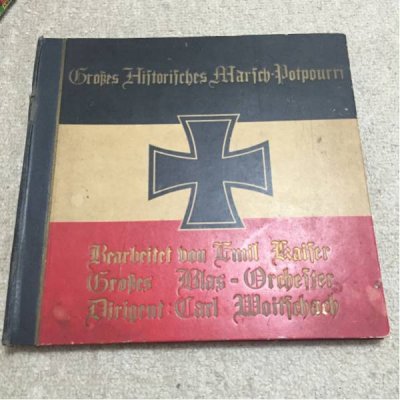 Großes Historisches Marsch-Potpourri
Bearbeitet von Emil Kaiser
Großes Blas-Orchester
Dirigent: Carl Woitschach